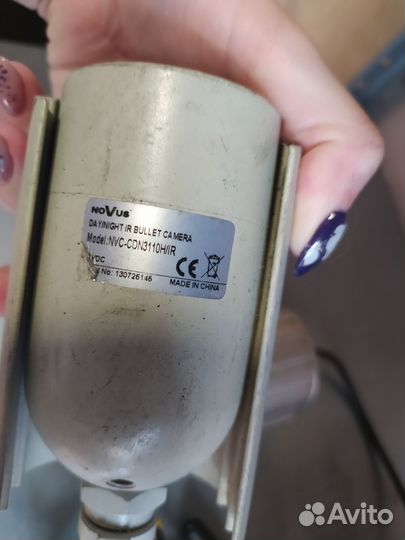 NOVUS
DAY/NIGHT IR BULLET CAMERA
Model:NVC-CDN3110H/IR
VDC
No: 130726146
MADE IN CHINA
CE
Avito